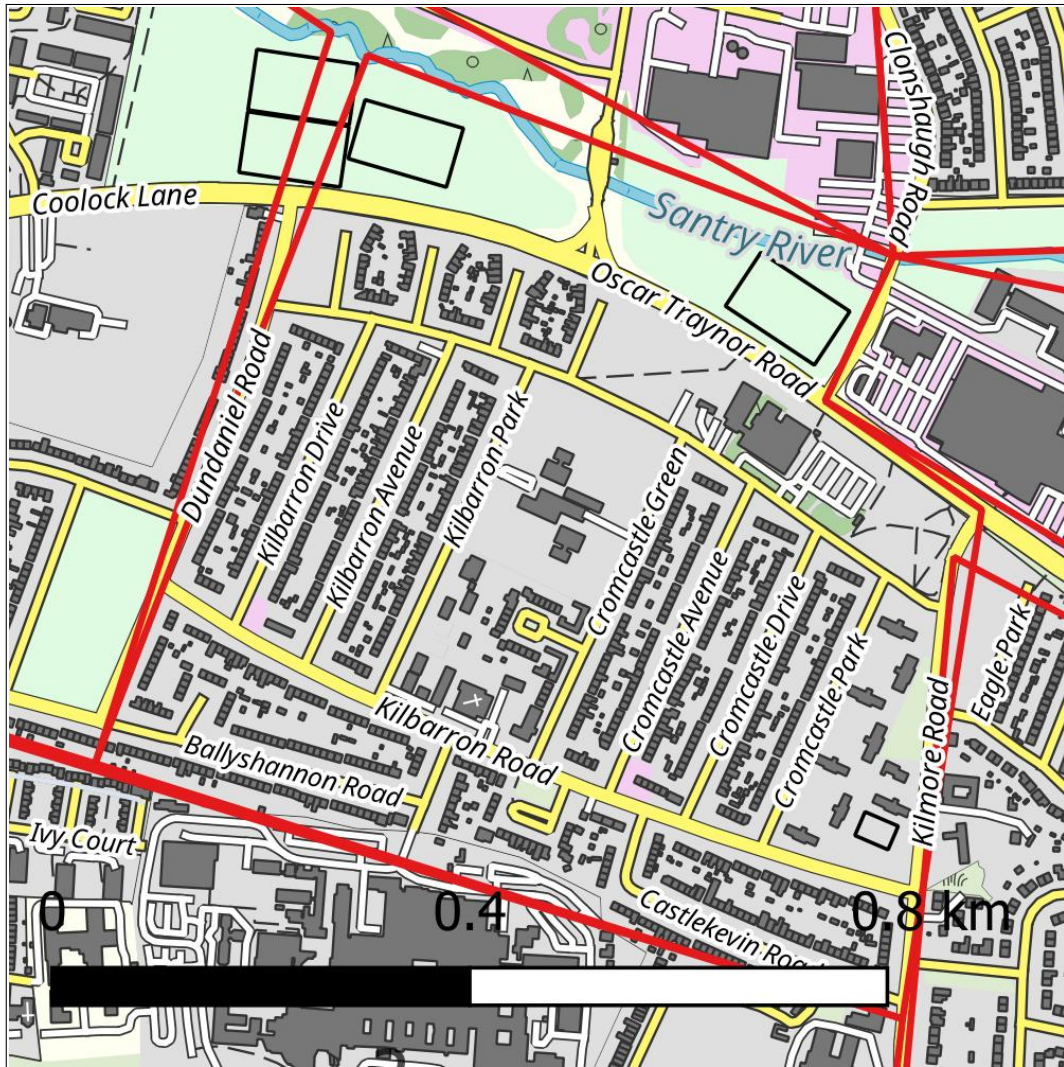 Clonshaugh Road
Coolock Lane
Santry River
Oscar Traynor Road
Dundaniel Road
Kilbarron Drive
Kilbarron Avenue
Kilbarron Park
Cromcastle Green
Cromcastle Avenue
Cromcastle Drive
Cromcastle Park
Kilmore Road
Eagle Park
Kilbarron Road
Ballyshannon Road
Ivy Court
Castlekevin Road
0
0.4
0.8 km